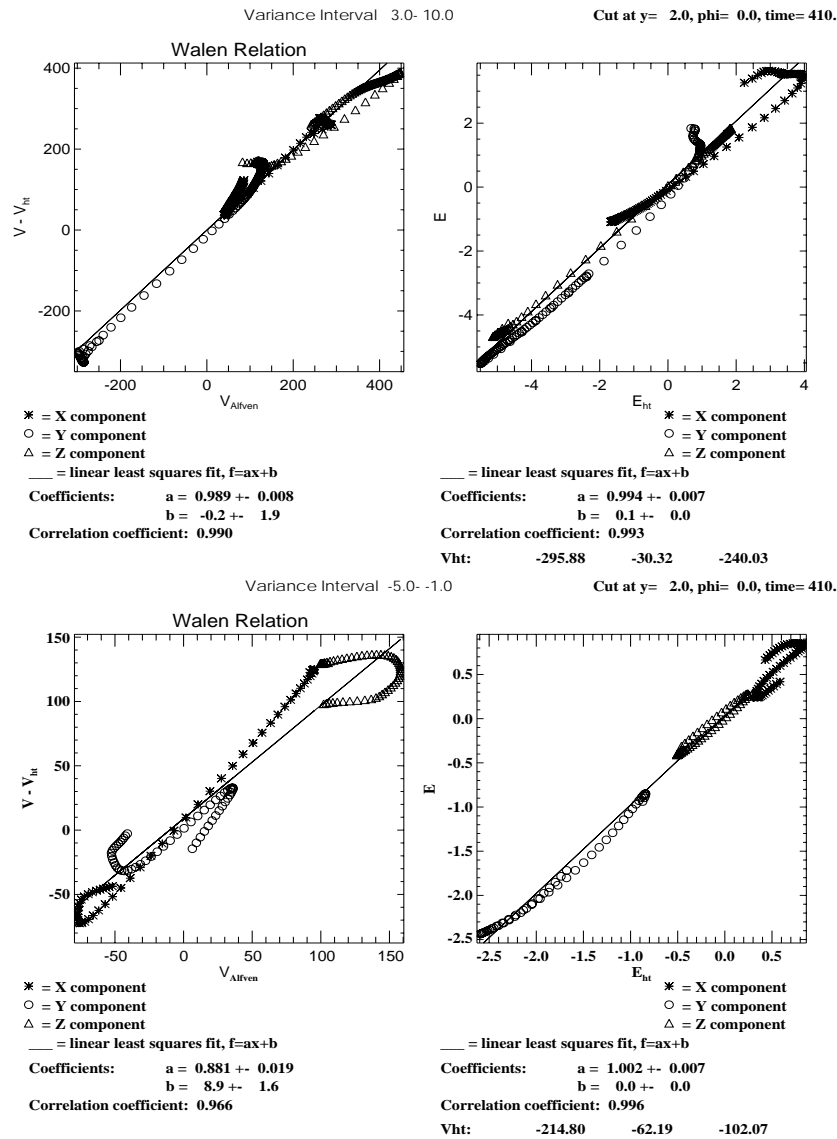 Variance Interval 3.0- 10.0
Cut at y= 2.0, phi= 0.0, time= 410.
Walen Relation
400
200
0
-200
V - Vht
-200 0 200 400
VAlfven
2
0
-2
-4
E
-4 -2 0 2 4
Eht
✳ = X component
○ = Y component
△ = Z component
___ = linear least squares fit, f=ax+b
Coefficients: a = 0.989 +- 0.008
b = -0.2 +- 1.9
Correlation coefficient: 0.990
✳ = X component
○ = Y component
△ = Z component
___ = linear least squares fit, f=ax+b
Coefficients: a = 0.994 +- 0.007
b = 0.1 +- 0.0
Correlation coefficient: 0.993
Vht: -295.88 -30.32 -240.03
Variance Interval -5.0- -1.0
Cut at y= 2.0, phi= 0.0, time= 410.
Walen Relation
150
100
50
0
-50
V - Vht
-50 0 50 100 150
VAlfven
0.5
0.0
-0.5
-1.0
-1.5
-2.0
-2.5
E
-2.5 -2.0 -1.5 -1.0 -0.5 0.0 0.5
Eht
✳ = X component
○ = Y component
△ = Z component
___ = linear least squares fit, f=ax+b
Coefficients: a = 0.881 +- 0.019
b = 8.9 +- 1.6
Correlation coefficient: 0.966
✳ = X component
○ = Y component
△ = Z component
___ = linear least squares fit, f=ax+b
Coefficients: a = 1.002 +- 0.007
b = 0.0 +- 0.0
Correlation coefficient: 0.996
Vht: -214.80 -62.19 -102.07